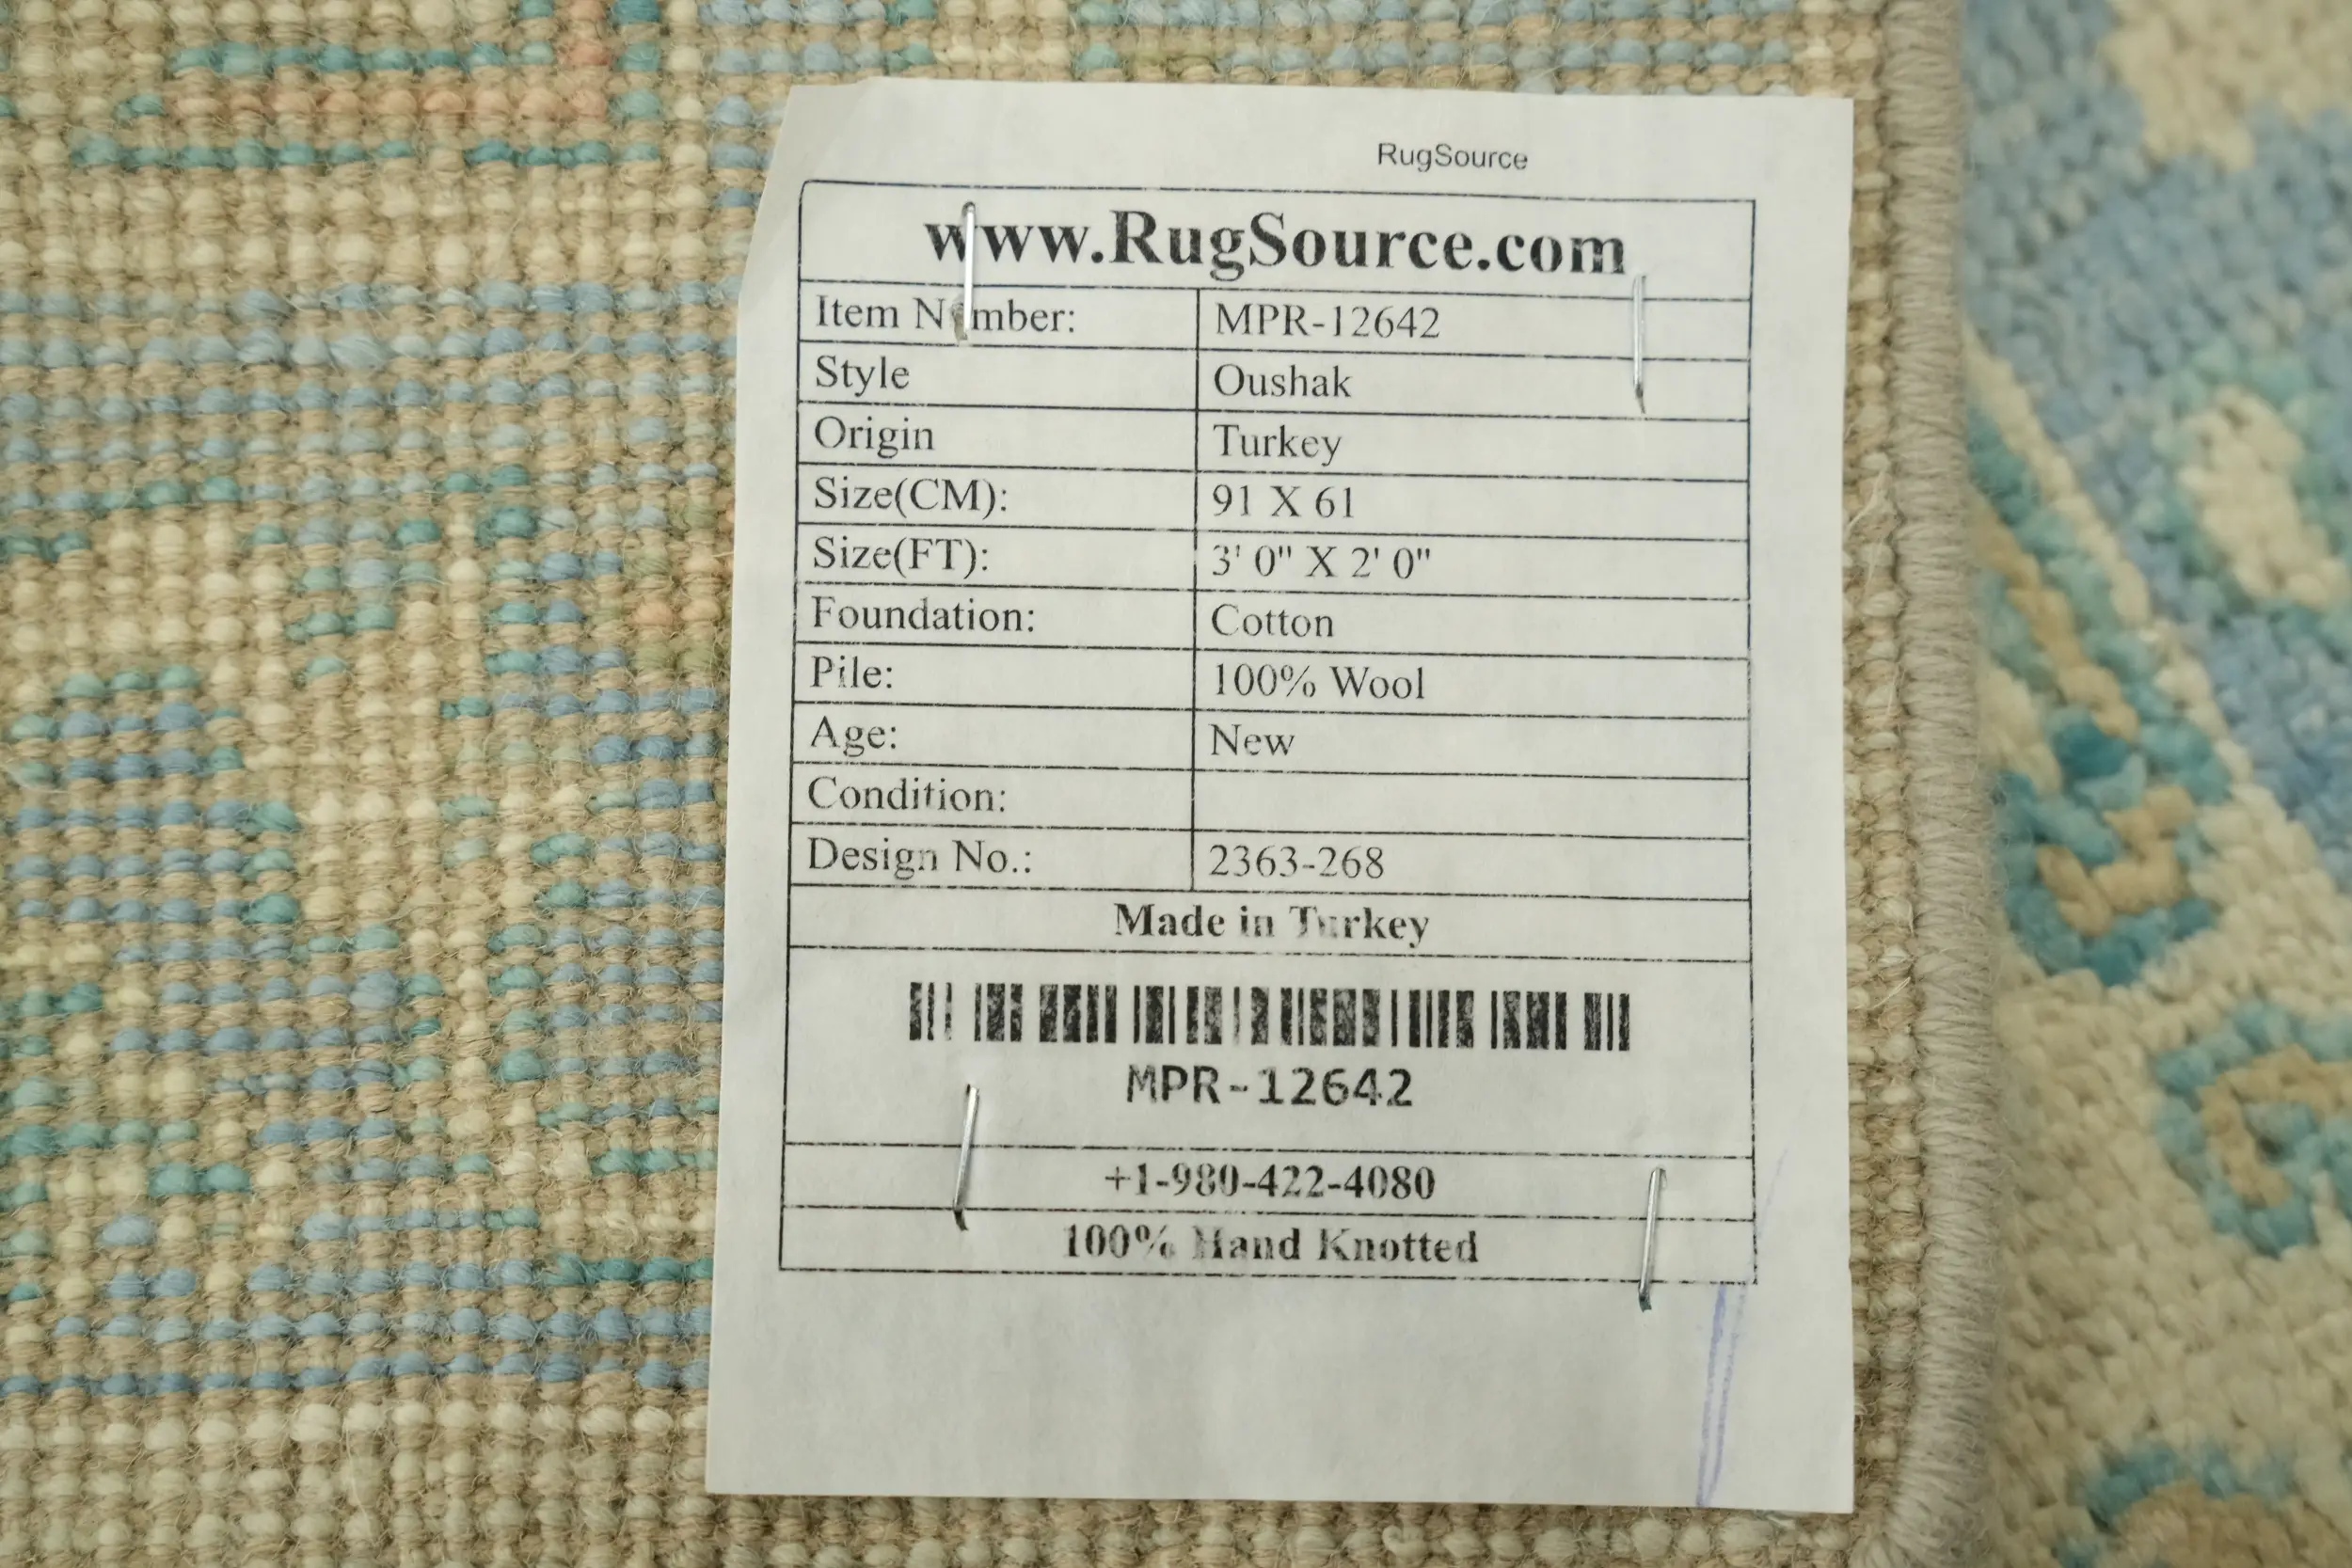 RugSource
www.RugSource.com
Item Number: MPR-12642
Style Oushak
Origin Turkey
Size(CM): 91 X 61
Size(FT): 3' 0" X 2' 0"
Foundation: Cotton
Pile: 100% Wool
Age: New
Condition:
Design No.: 2363-268
Made in Turkey
MPR-12642
+1-980-422-4080
100% Hand Knotted